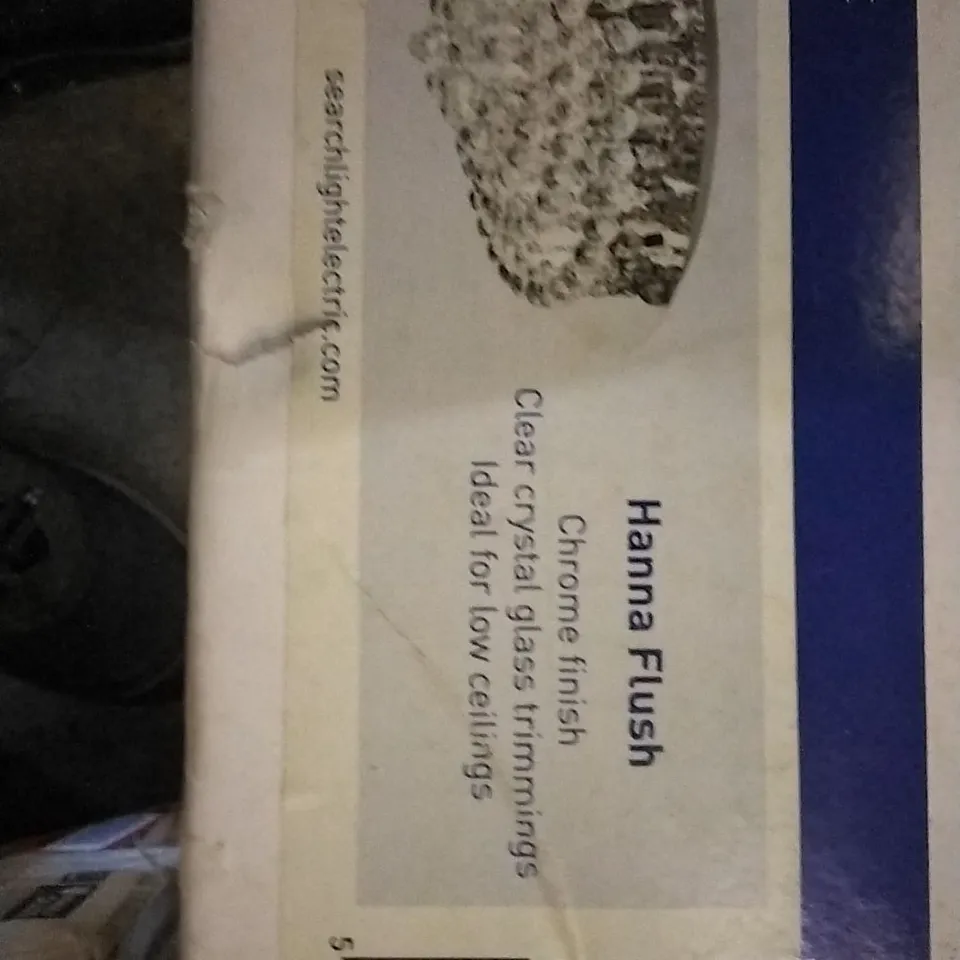 Hanna Flush
Chrome finish
Clear crystal glass trimmings
Ideal for low ceilings
searchlightelectric.com
5